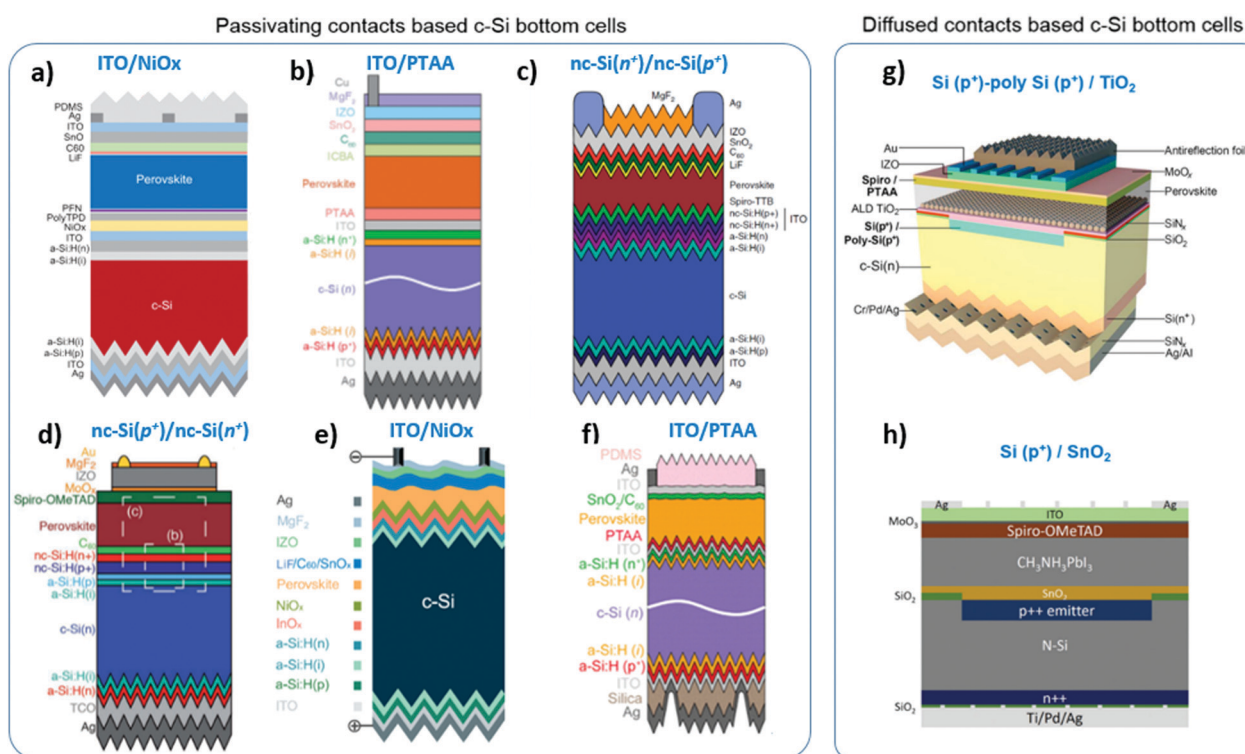 Passivating contacts based c-Si bottom cells
Diffused contacts based c-Si bottom cells
a)
ITO/NiOx
PDMS
Ag
ITO
SnO
C60
LiF
Perovskite
PFN
PolyTPD
NiOx
ITO
a-Si:H(n)
a-Si:H(i)
c-Si
a-Si:H(i)
a-Si:H(p)
ITO
Ag
b)
ITO/PTAA
Cu
MgF₂
IZO
SnO₂
C₆₀
ICBA
Perovskite
PTAA
ITO
a-Si:H (n⁺)
a-Si:H (i)
c-Si (n)
a-Si:H (i)
a-Si:H (p⁺)
ITO
Ag
c)
nc-Si(n⁺)/nc-Si(p⁺)
MgF₂
Ag
IZO
SnO₂
C₆₀
LiF
Perovskite
Spiro-TTB
nc-Si:H(p+)
nc-Si:H(n+)
ITO
a-Si:H(n)
a-Si:H(i)
c-Si
a-Si:H(i)
a-Si:H(p)
ITO
Ag
d)
nc-Si(p⁺)/nc-Si(n⁺)
Au
MgF₂
IZO
MoOₓ
Spiro-OMeTAD
(c)
Perovskite
(b)
C₆₀
nc-Si:H(n+)
nc-Si:H(p+)
a-Si:H(p)
a-Si:H(i)
c-Si(n)
a-Si:H(i)
a-Si:H(n)
TCO
Ag
e)
ITO/NiOx
Ag
MgF₂
IZO
LiF/C₆₀/SnOₓ
Perovskite
NiOₓ
InOₓ
a-Si:H(n)
a-Si:H(i)
a-Si:H(p)
ITO
c-Si
f)
ITO/PTAA
PDMS
Ag
ITO
SnO₂/C₆₀
Perovskite
PTAA
ITO
a-Si:H (n⁺)
a-Si:H (i)
c-Si (n)
a-Si:H (i)
a-Si:H (p⁺)
ITO
Silica
Ag
g)
Si (p⁺)-poly Si (p⁺) / TiO₂
Au
IZO
Spiro /
PTAA
ALD TiO₂
Si(p⁺) /
Poly-Si(p⁺)
c-Si(n)
Cr/Pd/Ag
Antireflection foil
MoOₓ
Perovskite
SiNₓ
SiO₂
Si(n⁺)
SiNₓ
Ag/Al
h)
Si (p⁺) / SnO₂
Ag
Ag
MoO₃
ITO
Spiro-OMeTAD
CH₃NH₃PbI₃
SiO₂
SnO₂
p++ emitter
N-Si
n++
SiO₂
Ti/Pd/Ag